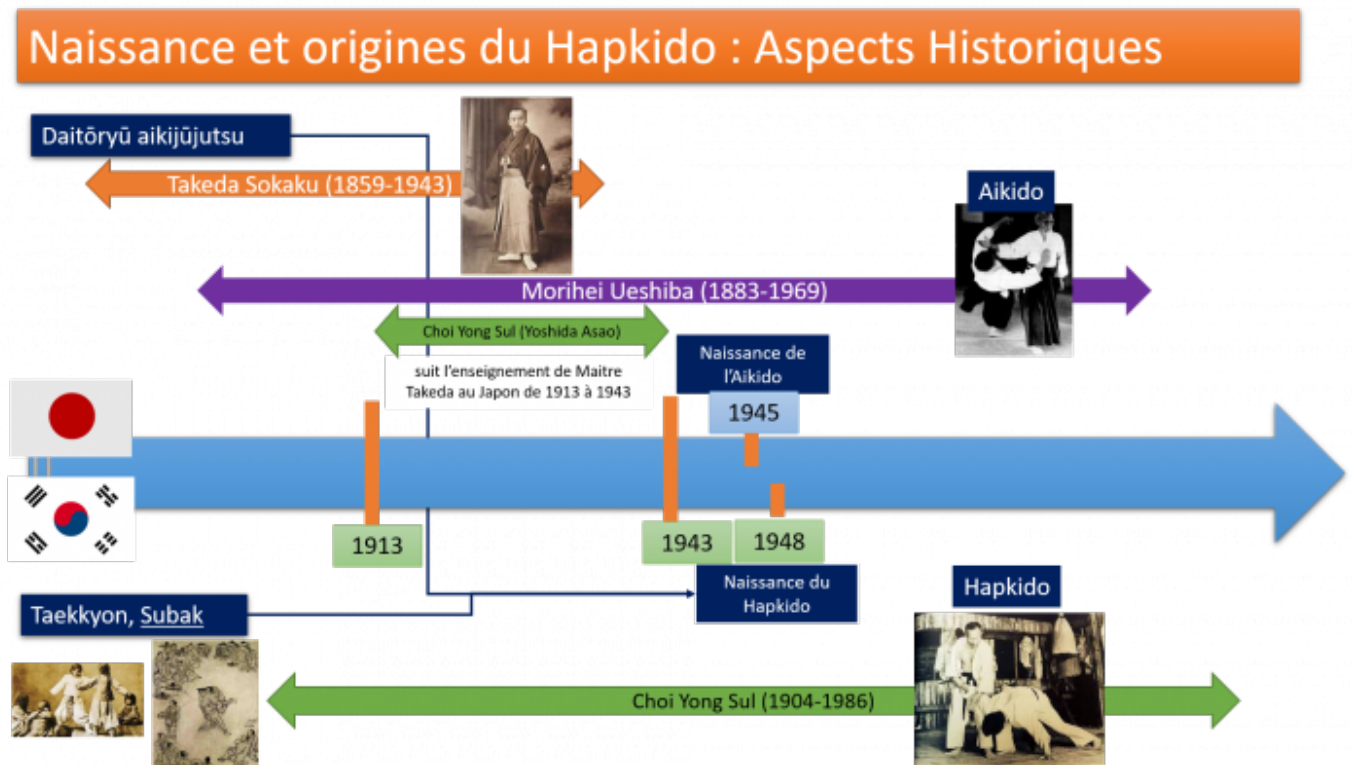 Naissance et origines du Hapkido : Aspects Historiques
Daitōryū aikijūjutsu
Takeda Sokaku (1859-1943)
Aikido
Morihei Ueshiba (1883-1969)
Choi Yong Sul (Yoshida Asao)
suit l'enseignement de Maitre
Takeda au Japon de 1913 à 1943
Naissance de
l'Aikido
1945
1913
1943
1948
Naissance du
Hapkido
Taekkyon, Subak
Hapkido
Choi Yong Sul (1904-1986)